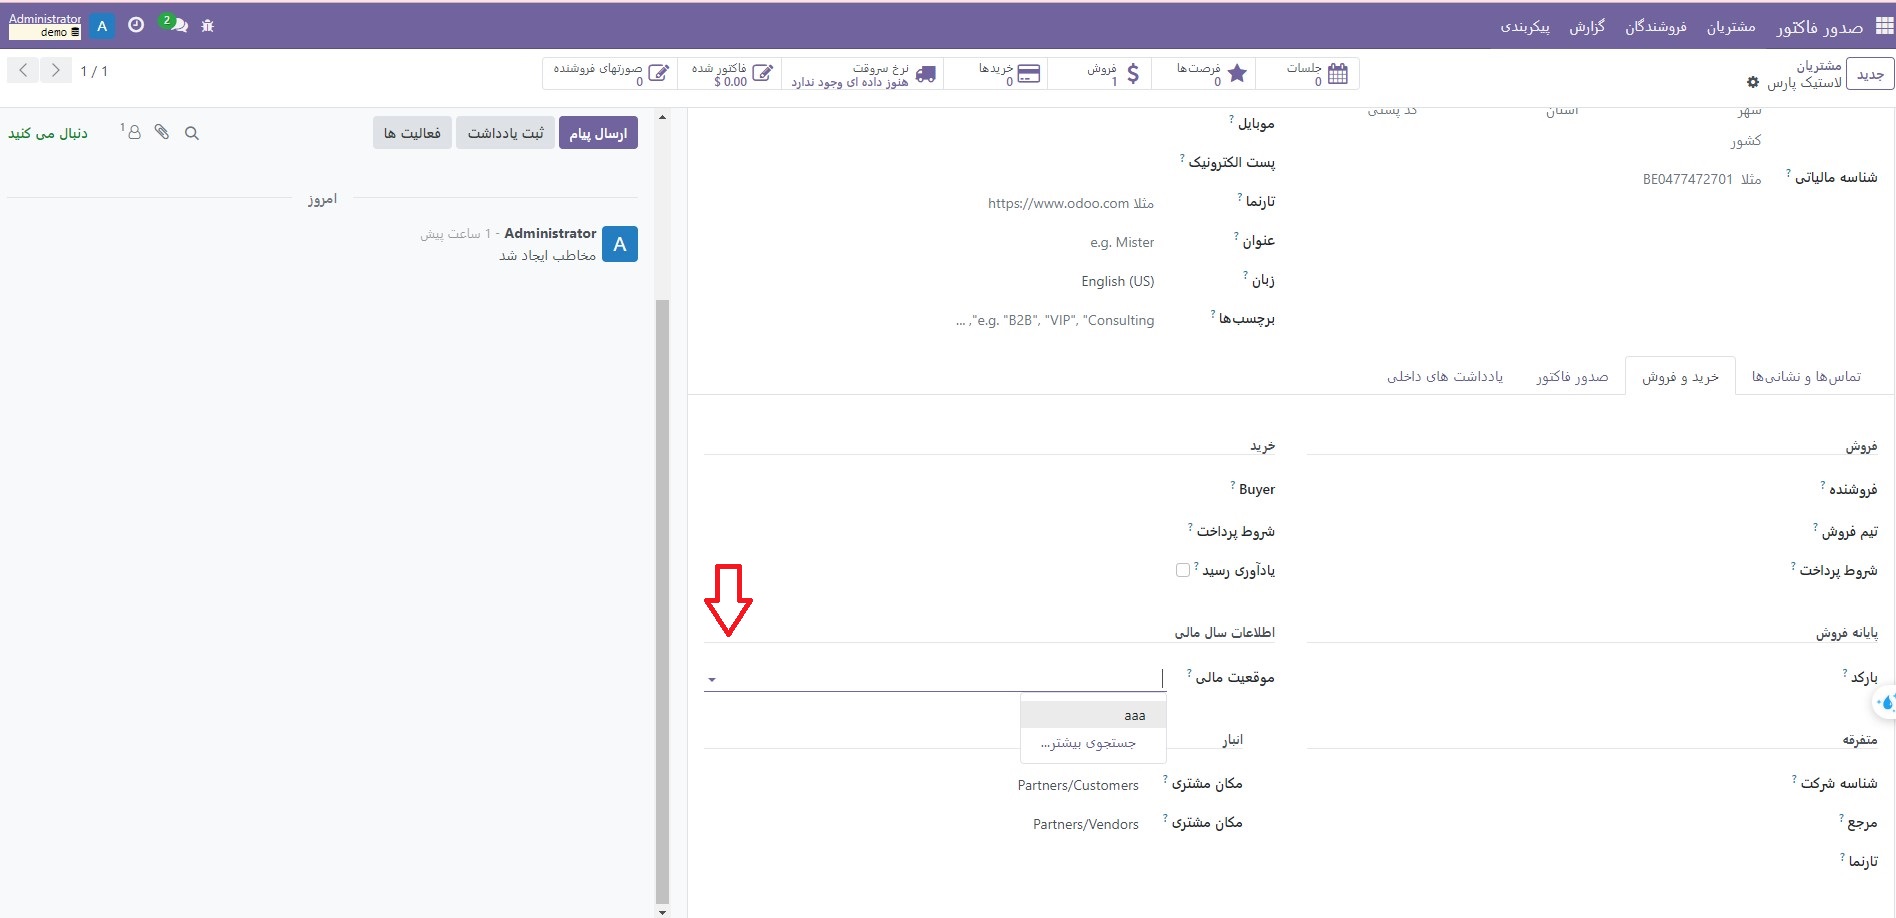 صدور فاکتور مشتریان فروشندگان گزارش پیکربندی
2
A
Administrator
demo
جدید
مشتریان
لاستیک پارس
جلسات
0
فرصت‌ها
0
فروش
1
خریدها
0
نرخ سروقت
هنوز داده ای وجود ندارد
فاکتور شده
$ 0.00
صورتهای فروشنده
0
1 / 1
شهر استان کد پستی
کشور
شناسه مالیاتی ?
مثلا BE0477472701
موبایل ?
پست الکترونیک ?
تارنما ?
مثلا https://www.odoo.com
عنوان ?
e.g. Mister
زبان ?
English (US)
برچسب‌ها ?
e.g. "B2B", "VIP", "Consulting", ...
تماس‌ها و نشانی‌ها خرید و فروش صدور فاکتور یادداشت های داخلی
فروش
فروشنده ?
تیم فروش ?
شروط پرداخت ?
خرید
Buyer ?
شروط پرداخت ?
یادآوری رسید ?
پایانه فروش
بارکد ?
اطلاعات سال مالی
موقعیت مالی ?
aaa
جستجوی بیشتر...
متفرقه
شناسه شرکت ?
مرجع ?
تارنما ?
انبار
مکان مشتری ?
Partners/Customers
مکان مشتری ?
Partners/Vendors
ارسال پیام ثبت یادداشت فعالیت ها
1
دنبال می کنید
امروز
A
Administrator - 1 ساعت پیش
مخاطب ایجاد شد